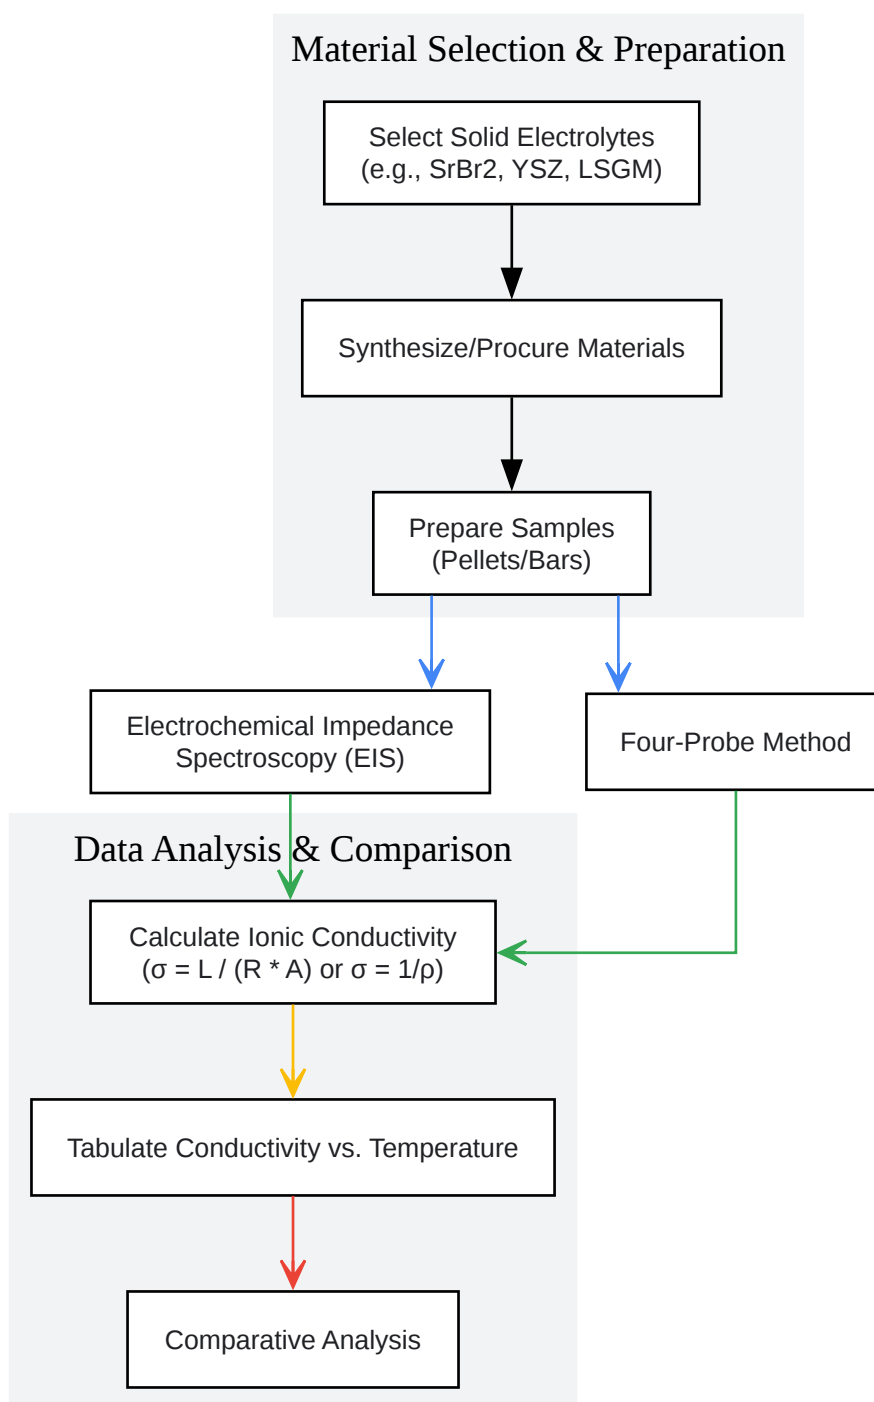 Material Selection & Preparation
Select Solid Electrolytes
(e.g., SrBr2, YSZ, LSGM)
Synthesize/Procure Materials
Prepare Samples
(Pellets/Bars)
Electrochemical Impedance
Spectroscopy (EIS)
Four-Probe Method
Data Analysis & Comparison
Calculate Ionic Conductivity
(σ = L / (R * A) or σ = 1/ρ)
Tabulate Conductivity vs. Temperature
Comparative Analysis